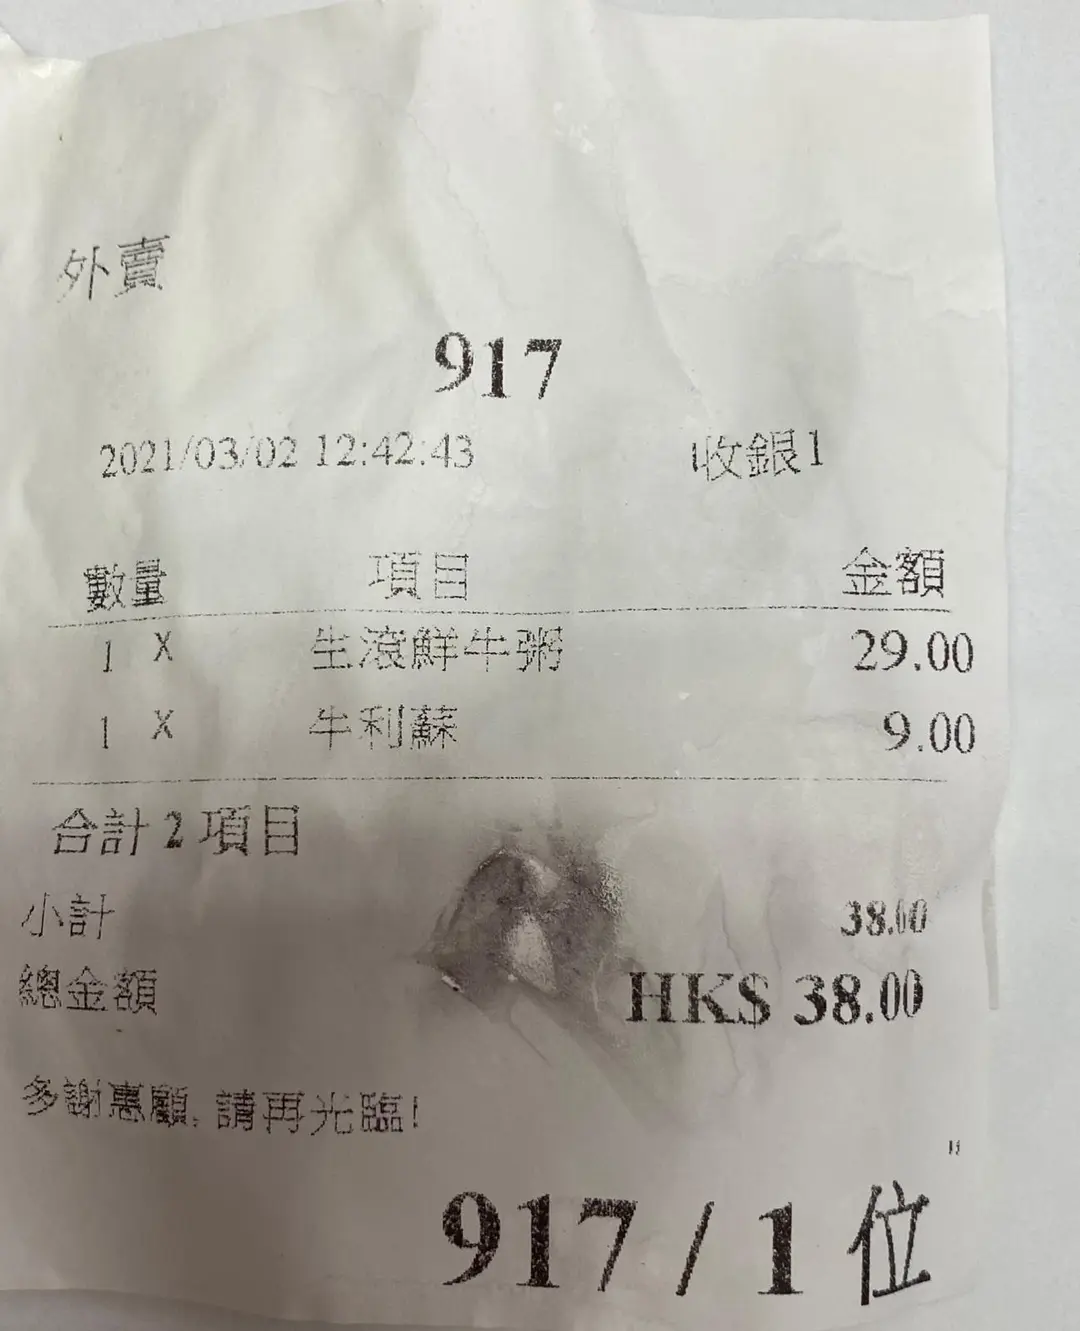 外賣
917
2021/03/02 12:42:43 收銀1
數量 項目 金額
1 X 生滾鮮牛粥 29.00
1 X 牛利蘇 9.00
合計 2 項目
小計 38.00
總金額 HK$ 38.00
多謝惠顧, 請再光臨!
917 / 1 位